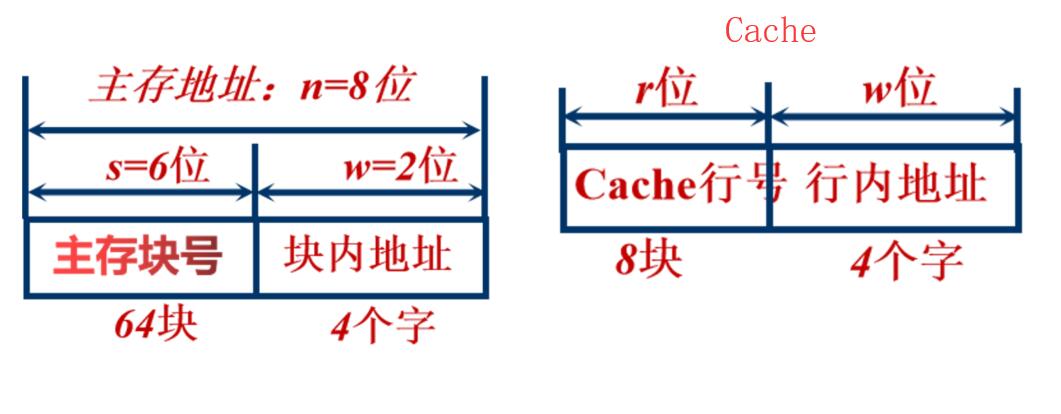 Cache
主存地址：n=8位
s=6位 w=2位
主存块号 块内地址
64块 4个字
r位 w位
Cache行号 行内地址
8块 4个字